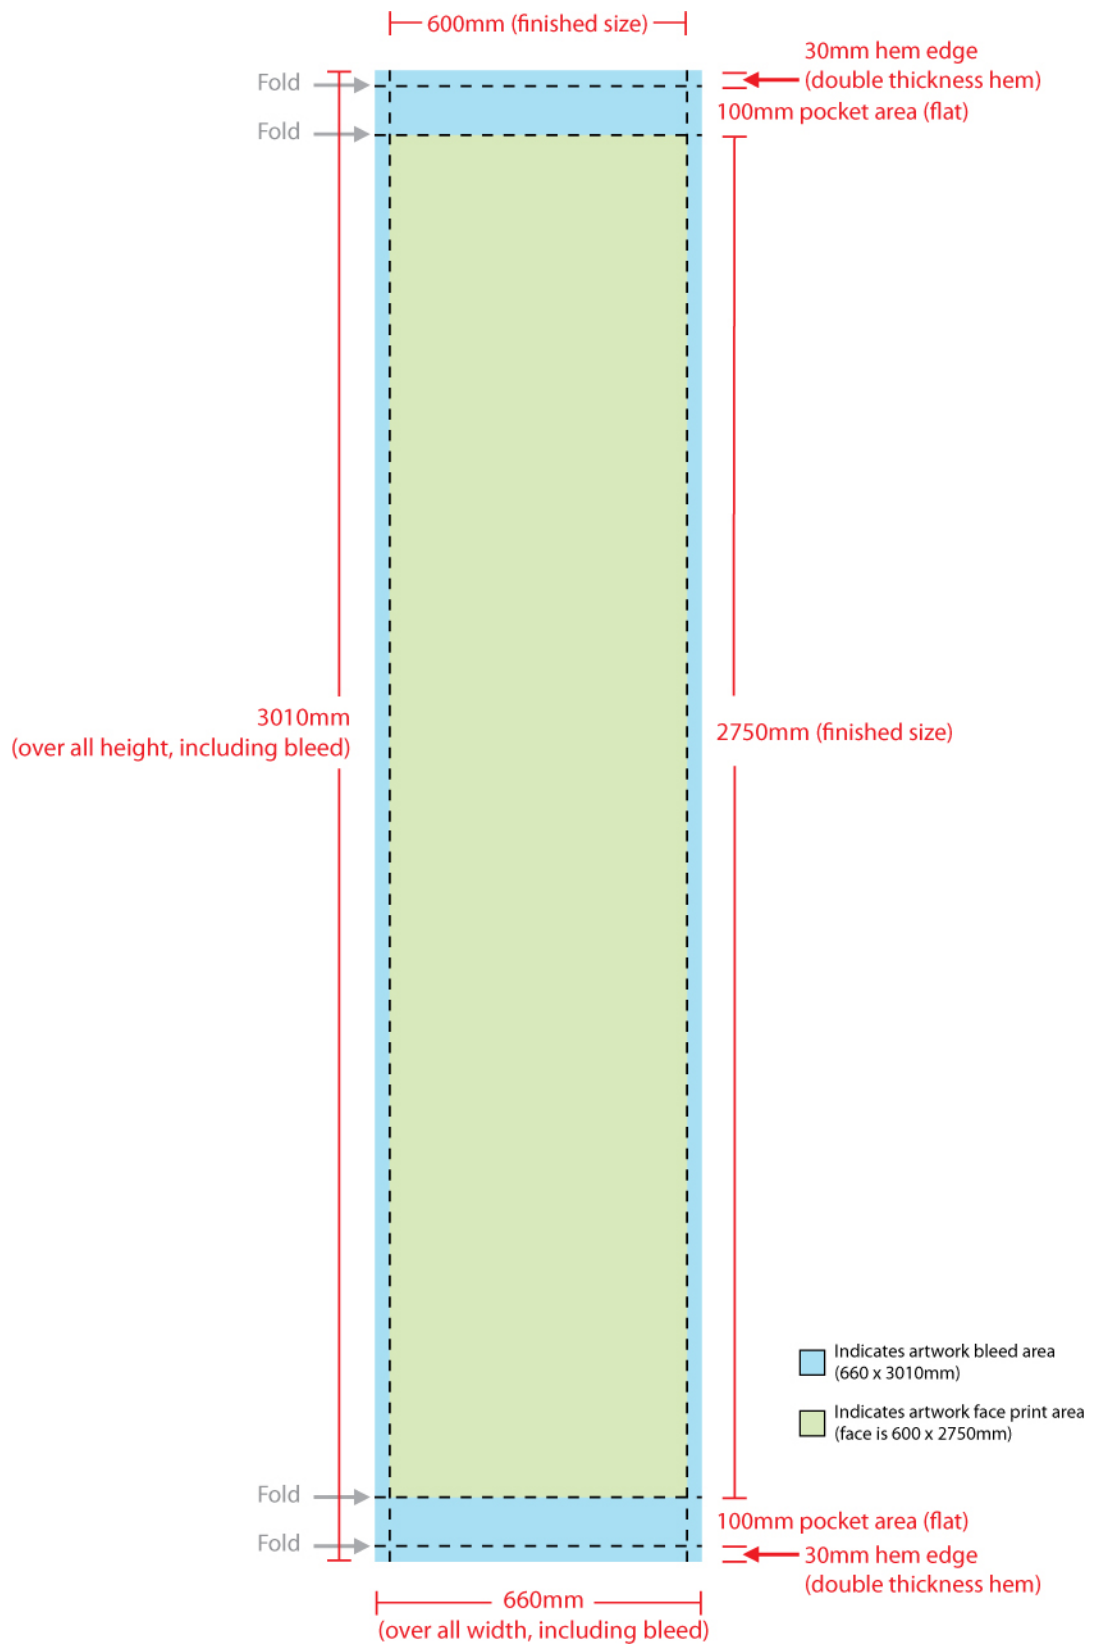 600mm (finished size)
30mm hem edge
(double thickness hem)
Fold
100mm pocket area (flat)
Fold
3010mm
(over all height, including bleed)
2750mm (finished size)
Indicates artwork bleed area
(660 x 3010mm)
Indicates artwork face print area
(face is 600 x 2750mm)
Fold
100mm pocket area (flat)
Fold
30mm hem edge
(double thickness hem)
660mm
(over all width, including bleed)